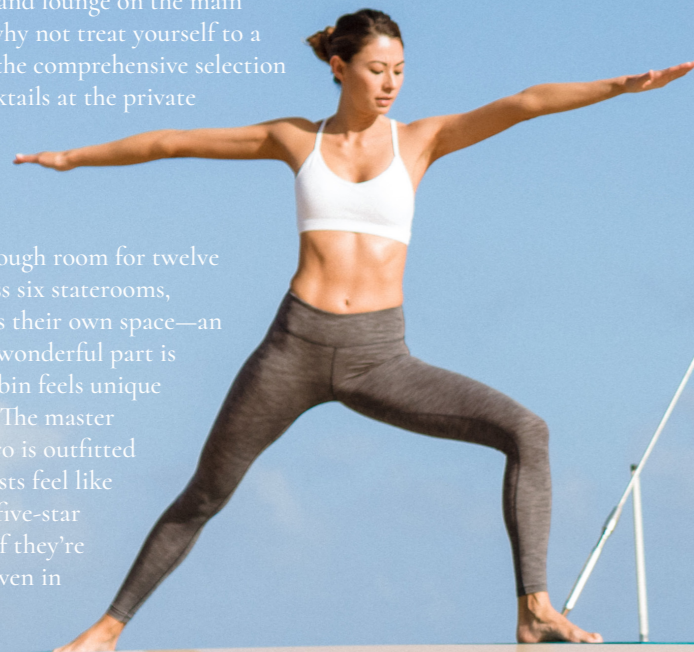 and lounge on the main
why not treat yourself to a
the comprehensive selection
ktails at the private
ough room for twelve
s six staterooms,
s their own space—an
wonderful part is
bin feels unique
The master
ro is outfitted
sts feel like
five-star
f they’re
ven in